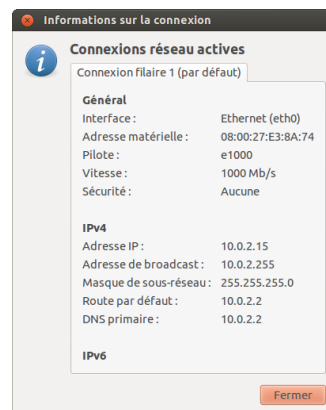 Informations sur la connexion
Connexions réseau actives
Connexion filaire 1 (par défaut)
Général
Interface : Ethernet (eth0)
Adresse matérielle : 08:00:27:E3:8A:74
Pilote : e1000
Vitesse : 1000 Mb/s
Sécurité : Aucune
IPv4
Adresse IP : 10.0.2.15
Adresse de broadcast : 10.0.2.255
Masque de sous-réseau : 255.255.255.0
Route par défaut : 10.0.2.2
DNS primaire : 10.0.2.2
IPv6
Fermer